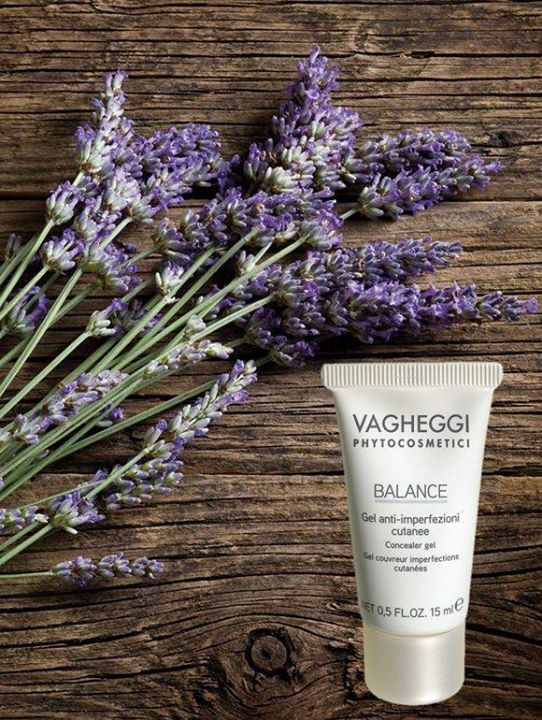 VAGHEGGI
PHYTOCOSMETICI
BALANCE
Gel anti-imperfezioni
cutanee
Concealer gel
Gel couvreur imperfections
cutanées
NET 0,5 FL.OZ. 15 ml e